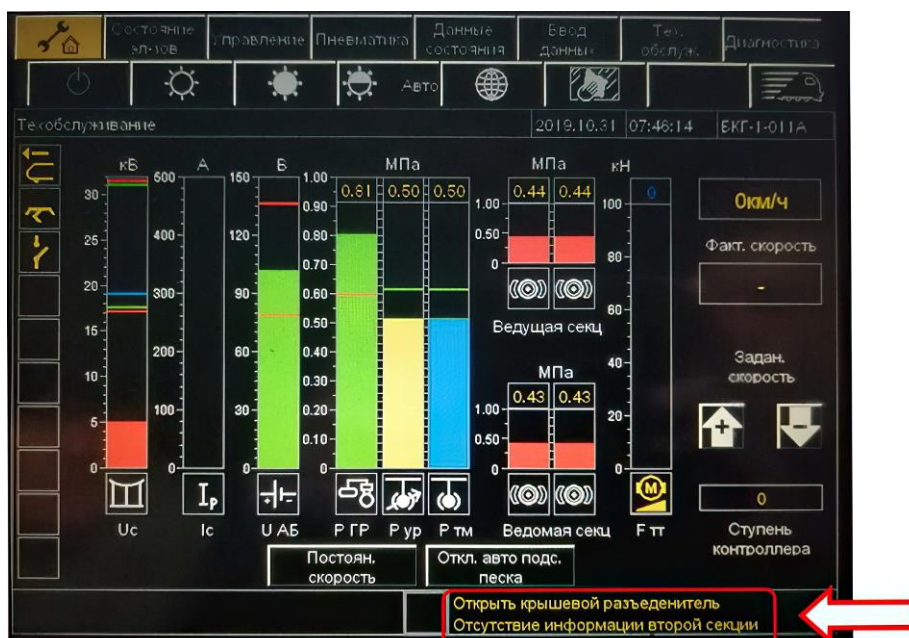 Состояние
эл-тов
Управление
Пневматика
Данные
состояния
Ввод
данных
Тех.
обслуж.
Диагностика
Авто
Техобслуживание
2019.10.31
07:46:14
БКГ-1-011А
кВ
А
В
МПа
МПа
кН
30
25
20
15
10
5
0
600
400
300
200
100
0
150
120
90
60
30
0
1.00
0.90
0.80
0.70
0.60
0.50
0.40
0.30
0.20
0.10
0
0.81
0.50
0.50
1.00
0.50
0
0.44
0.44
Ведущая секц
МПа
1.00
0.50
0
0.43
0.43
100
80
60
40
20
0
0
0км/ч
Факт. скорость
-
Задан.
скорость
+
-
0
Ступень
контроллера
M
Iр
Uc
Ic
U АБ
Р ГР
Р ур
Р тм
Ведомая секц
F тт
Постоян.
скорость
Откл. авто подс.
песка
Открыть крышевой разъеденитель
Отсутствие информации второй секции